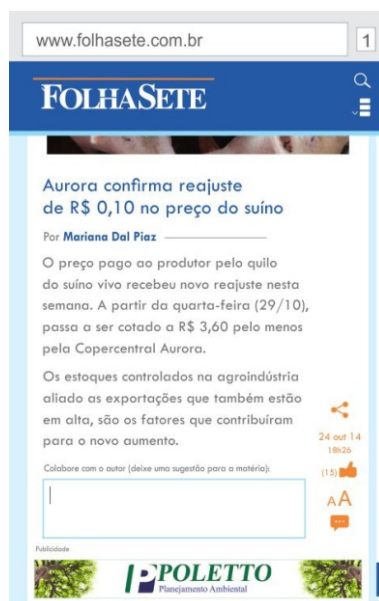 www.folhasete.com.br
1
FOLHASETE
Aurora confirma reajuste
de R$ 0,10 no preço do suíno
Por Mariana Dal Piaz
O preço pago ao produtor pelo quilo
do suíno vivo recebeu novo reajuste nesta
semana. A partir da quarta-feira (29/10),
passa a ser cotado a R$ 3,60 pelo menos
pela Copercentral Aurora.
Os estoques controlados na agroindústria
aliado as exportações que também estão
em alta, são os fatores que contribuíram
para o novo aumento.
24 out 14
18h26
(15)
AA
Colabore com o autor (deixe uma sugestão para a matéria):
Publicidade
POLETTO
Planejamento Ambiental